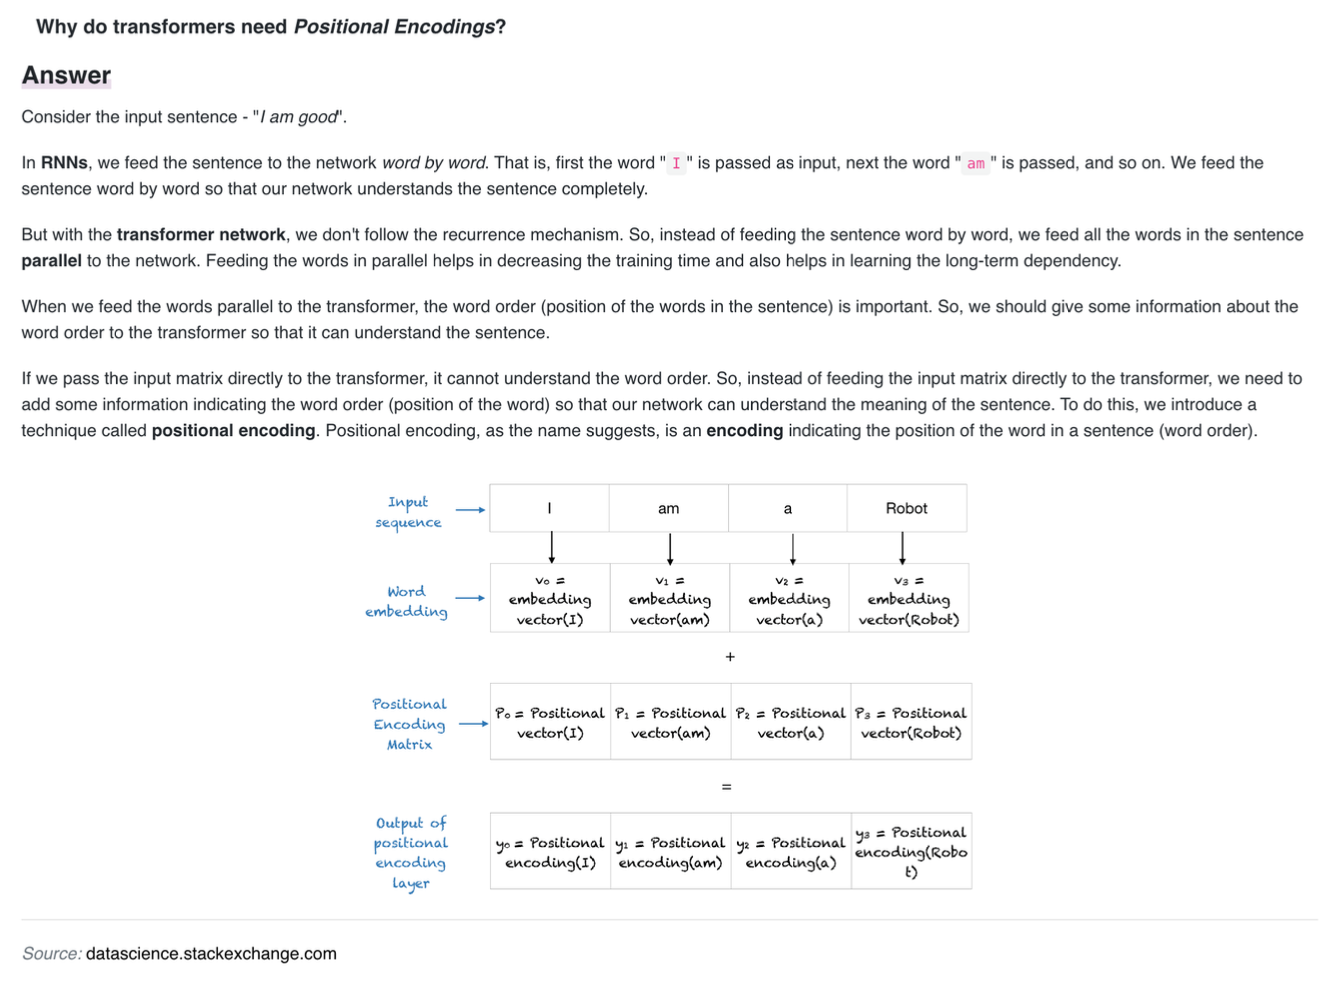 Why do transformers need Positional Encodings?
Answer
Consider the input sentence - "I am good".
In RNNs, we feed the sentence to the network word by word. That is, first the word " I " is passed as input, next the word " am " is passed, and so on. We feed the
sentence word by word so that our network understands the sentence completely.
But with the transformer network, we don't follow the recurrence mechanism. So, instead of feeding the sentence word by word, we feed all the words in the sentence
parallel to the network. Feeding the words in parallel helps in decreasing the training time and also helps in learning the long-term dependency.
When we feed the words parallel to the transformer, the word order (position of the words in the sentence) is important. So, we should give some information about the
word order to the transformer so that it can understand the sentence.
If we pass the input matrix directly to the transformer, it cannot understand the word order. So, instead of feeding the input matrix directly to the transformer, we need to
add some information indicating the word order (position of the word) so that our network can understand the meaning of the sentence. To do this, we introduce a
technique called positional encoding. Positional encoding, as the name suggests, is an encoding indicating the position of the word in a sentence (word order).
Input
sequence
I
am
a
Robot
Word
embedding
v₀ =
embedding
vector(I)
v₁ =
embedding
vector(am)
v₂ =
embedding
vector(a)
v₃ =
embedding
vector(Robot)
+
Positional
Encoding
Matrix
P₀ = Positional
vector(I)
P₁ = Positional
vector(am)
P₂ = Positional
vector(a)
P₃ = Positional
vector(Robot)
=
Output of
positional
encoding
layer
y₀ = Positional
encoding(I)
y₁ = Positional
encoding(am)
y₂ = Positional
encoding(a)
y₃ = Positional
encoding(Robo
t)
Source: datascience.stackexchange.com